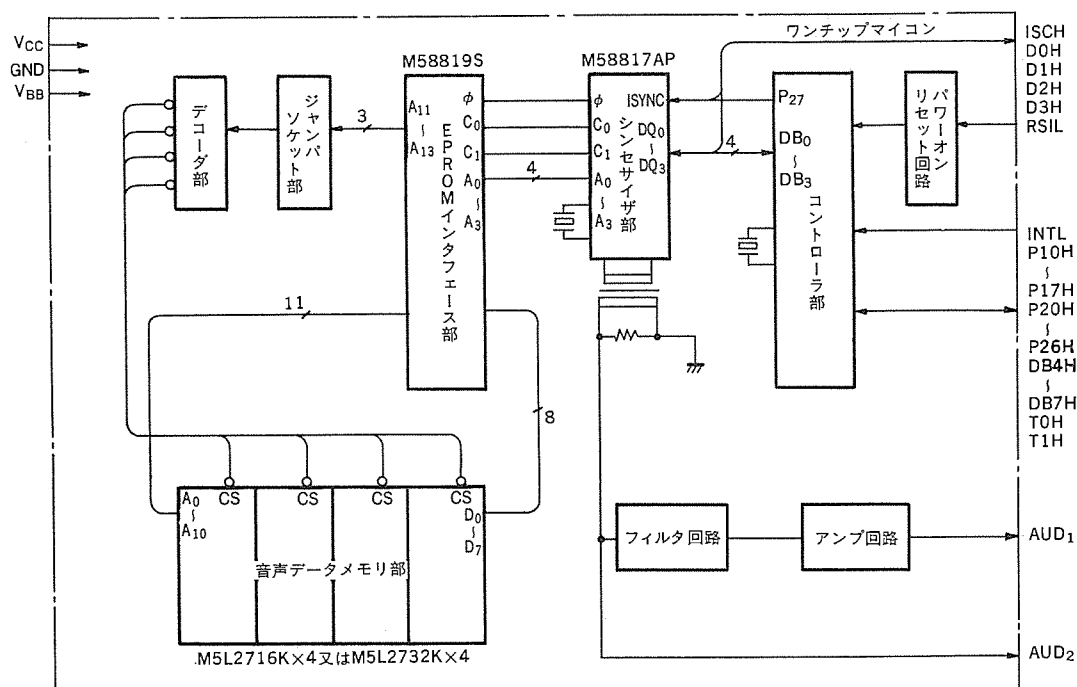 VCC
GND
VBB
デコーダ部
ジャンパソケット部
3
M58819S
A11
〜
A13
EPROMインタフェース部
φ
C0
C1
A0
〜
A3
4
M58817AP
φ
C0
C1
A0
〜
A3
シンセサイザ部
ISYNC
DQ0
〜
DQ3
4
ワンチップマイコン
P27
DB0
〜
DB3
コントローラ部
パワーオン
リセット回路
ISCH
D0H
D1H
D2H
D3H
RSIL
INTL
P10H
〜
P17H
P20H
〜
P26H
DB4H
〜
DB7H
T0H
T1H
11
8
A0
〜
A10
CS
CS
CS
CS
D0
〜
D7
音声データメモリ部
M5L2716K×4又はM5L2732K×4
フィルタ回路
アンプ回路
AUD1
AUD2